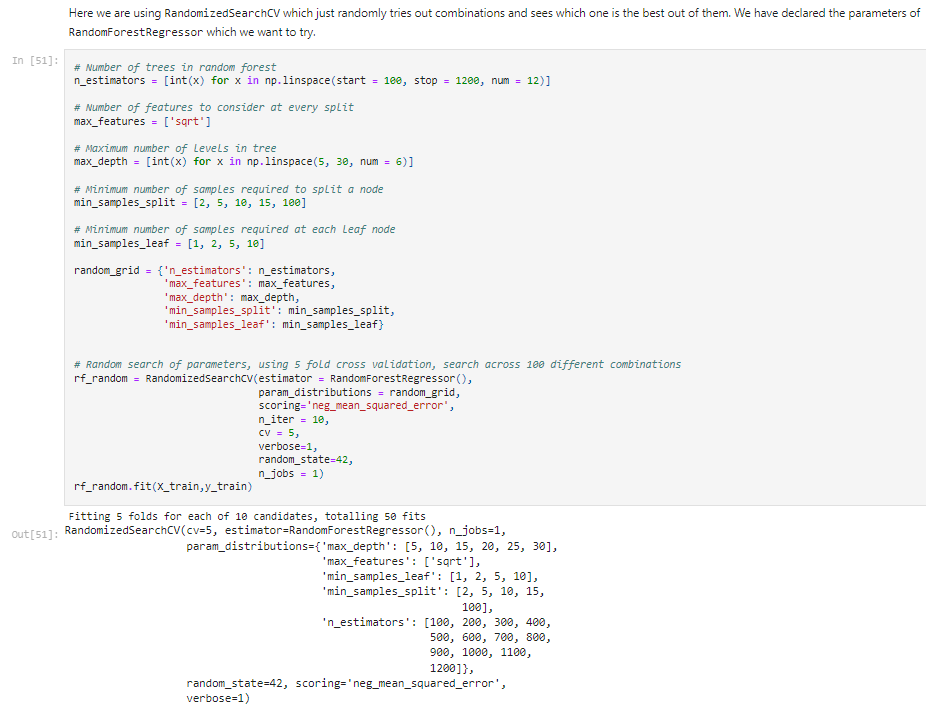 Here we are using RandomizedSearchCV which just randomly tries out combinations and sees which one is the best out of them. We have declared the parameters of
RandomForestRegressor which we want to try.
In [51]:
# Number of trees in random forest
n_estimators = [int(x) for x in np.linspace(start = 100, stop = 1200, num = 12)]
# Number of features to consider at every split
max_features = ['sqrt']
# Maximum number of levels in tree
max_depth = [int(x) for x in np.linspace(5, 30, num = 6)]
# Minimum number of samples required to split a node
min_samples_split = [2, 5, 10, 15, 100]
# Minimum number of samples required at each leaf node
min_samples_leaf = [1, 2, 5, 10]
random_grid = {'n_estimators': n_estimators,
'max_features': max_features,
'max_depth': max_depth,
'min_samples_split': min_samples_split,
'min_samples_leaf': min_samples_leaf}
# Random search of parameters, using 5 fold cross validation, search across 100 different combinations
rf_random = RandomizedSearchCV(estimator = RandomForestRegressor(),
param_distributions = random_grid,
scoring='neg_mean_squared_error',
n_iter = 10,
cv = 5,
verbose=1,
random_state=42,
n_jobs = 1)
rf_random.fit(X_train,y_train)
Fitting 5 folds for each of 10 candidates, totalling 50 fits
Out[51]: RandomizedSearchCV(cv=5, estimator=RandomForestRegressor(), n_jobs=1,
param_distributions={'max_depth': [5, 10, 15, 20, 25, 30],
'max_features': ['sqrt'],
'min_samples_leaf': [1, 2, 5, 10],
'min_samples_split': [2, 5, 10, 15,
100],
'n_estimators': [100, 200, 300, 400,
500, 600, 700, 800,
900, 1000, 1100,
1200]},
random_state=42, scoring='neg_mean_squared_error',
verbose=1)